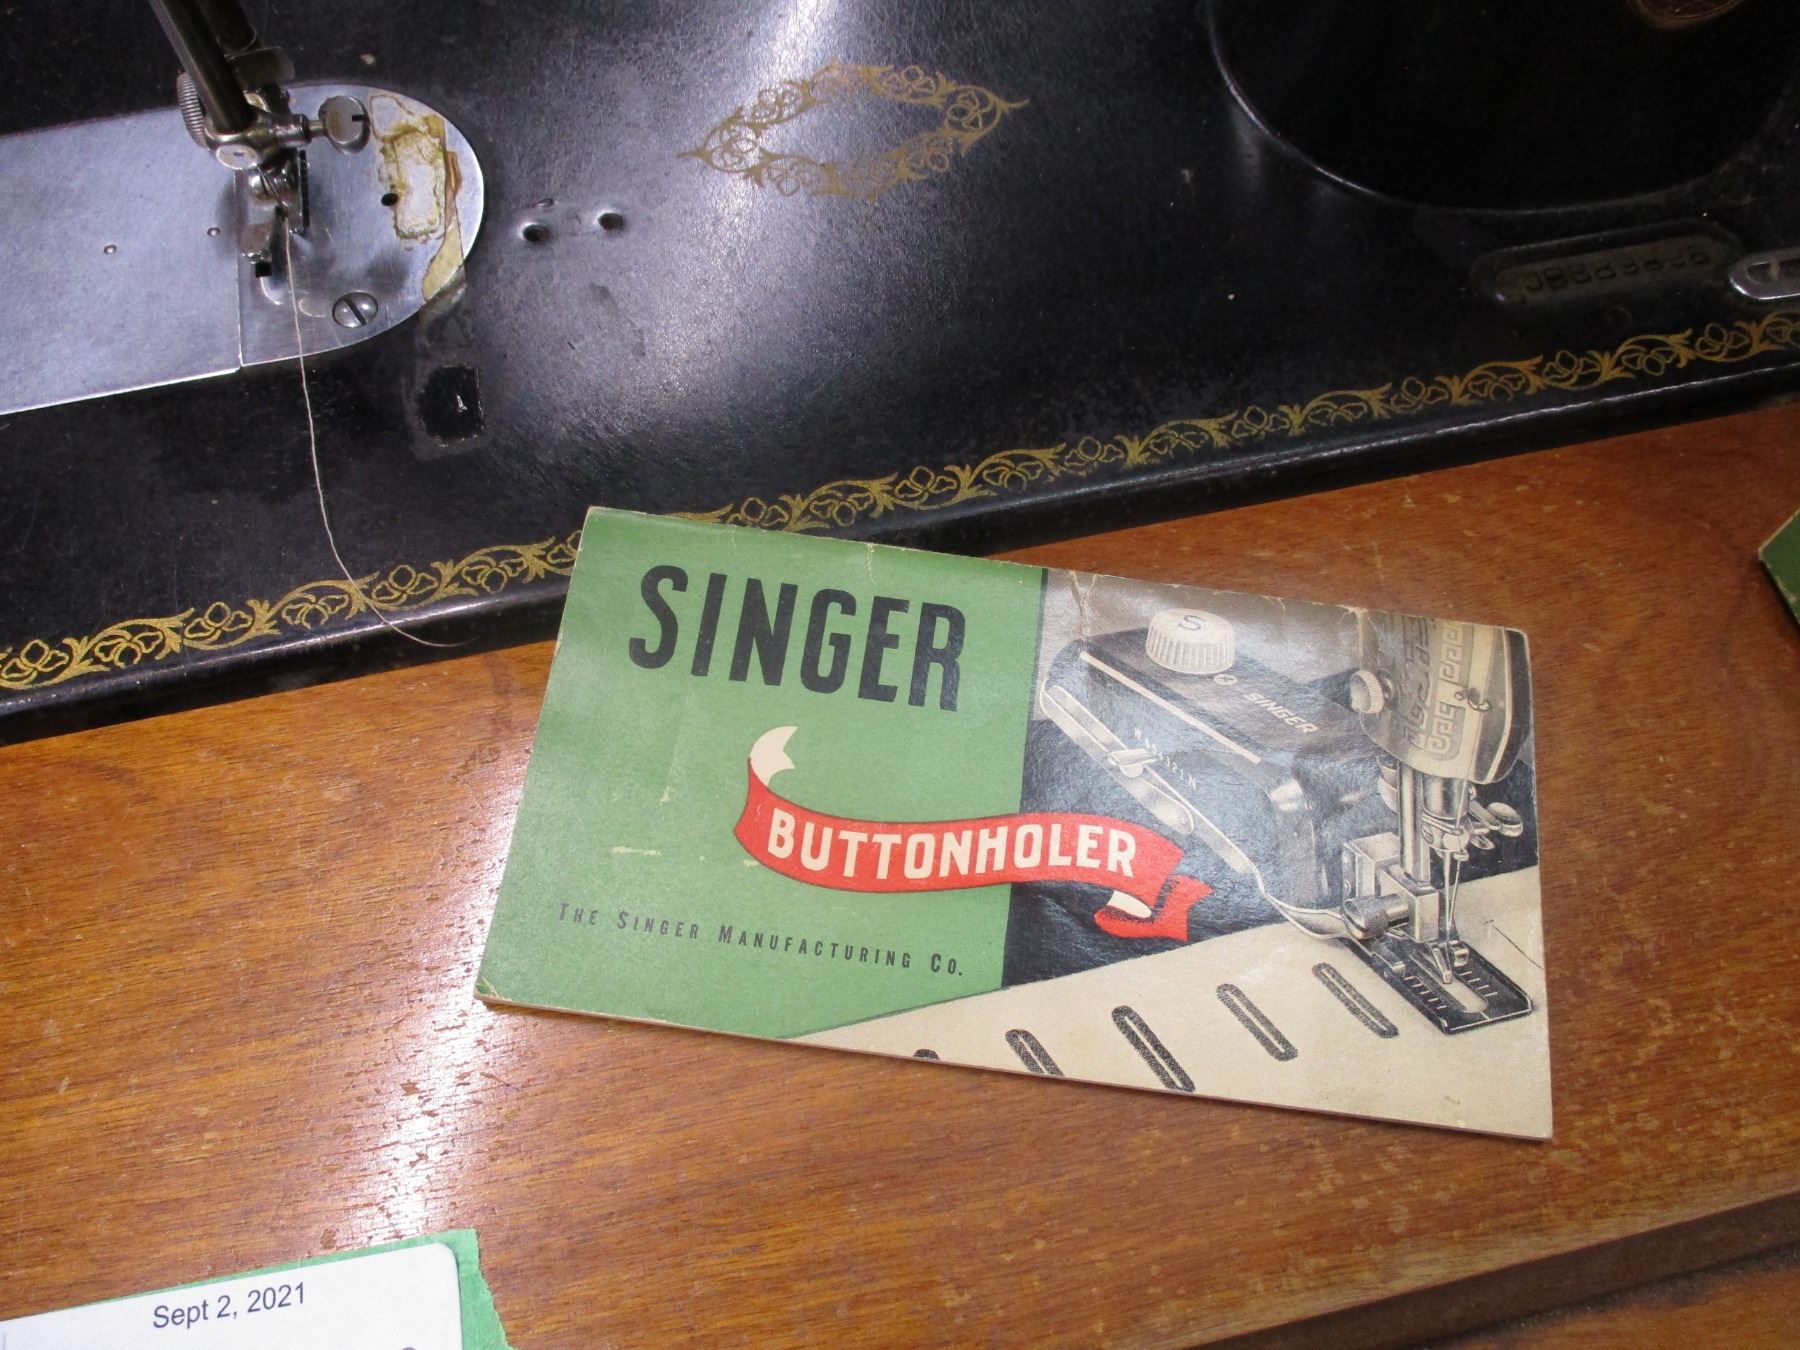 SINGER
BUTTONHOLER
THE SINGER MANUFACTURING CO.
S
SINGER
Sept 2, 2021